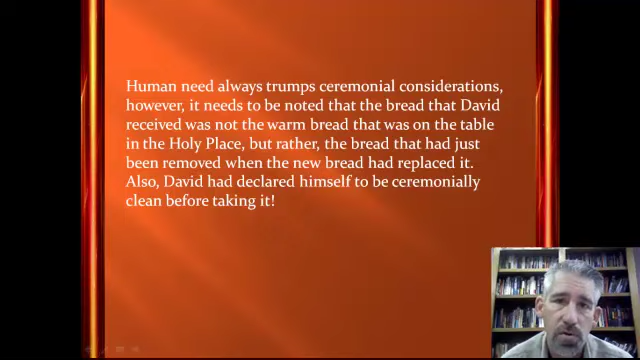 Human need always trumps ceremonial considerations,
however, it needs to be noted that the bread that David
received was not the warm bread that was on the table
in the Holy Place, but rather, the bread that had just
been removed when the new bread had replaced it.
Also, David had declared himself to be ceremonially
clean before taking it!